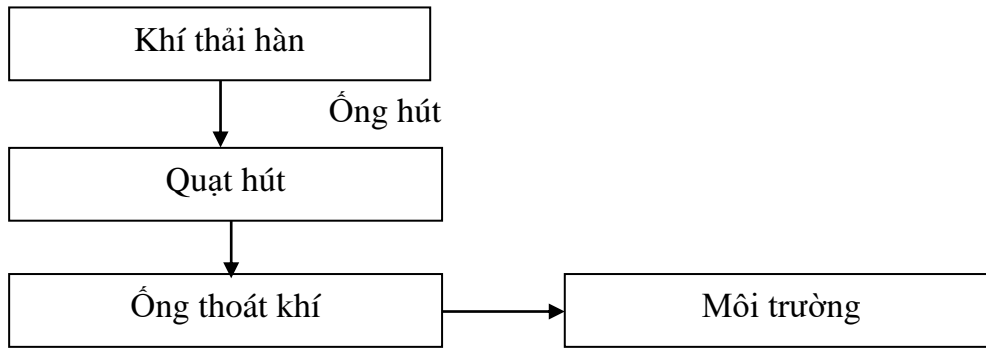 Khí thải hàn
Ống hút
Quạt hút
Ống thoát khí
Môi trường